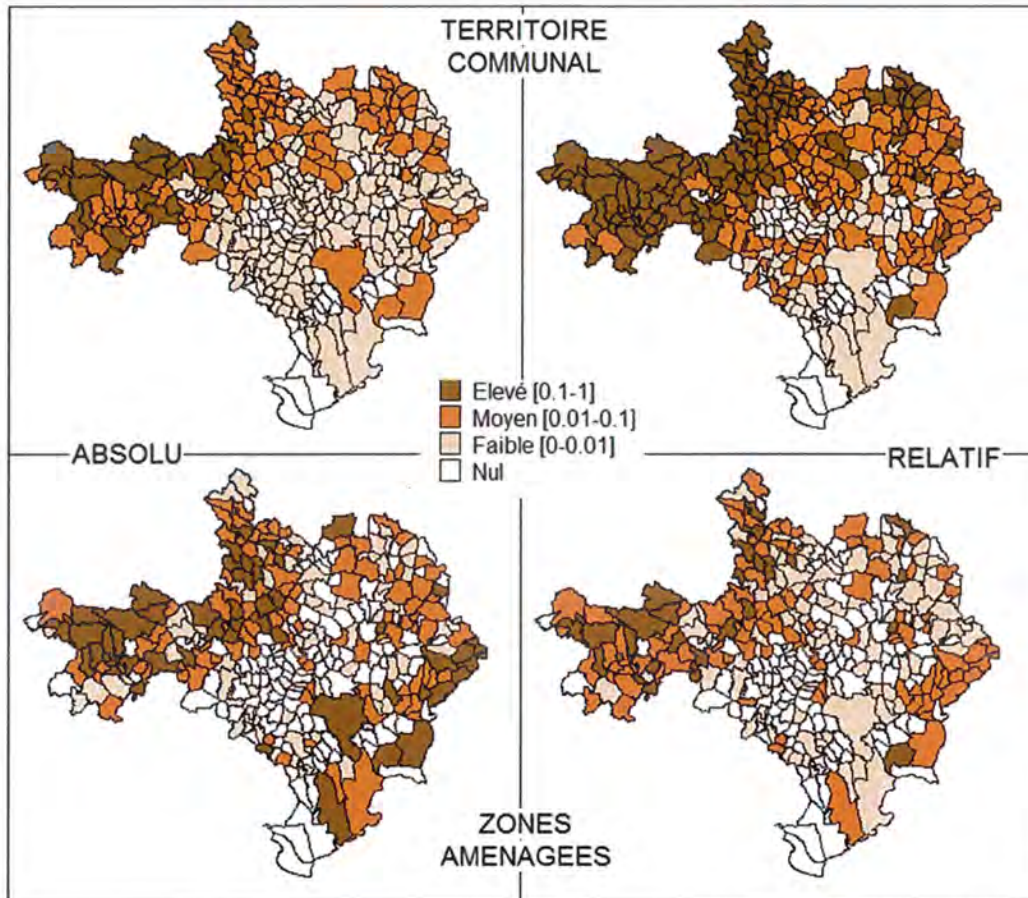 TERRITOIRE
COMMUNAL
Elevé [0.1-1]
Moyen [0.01-0.1]
Faible [0-0.01]
Nul
ABSOLU
RELATIF
ZONES
AMENAGEES